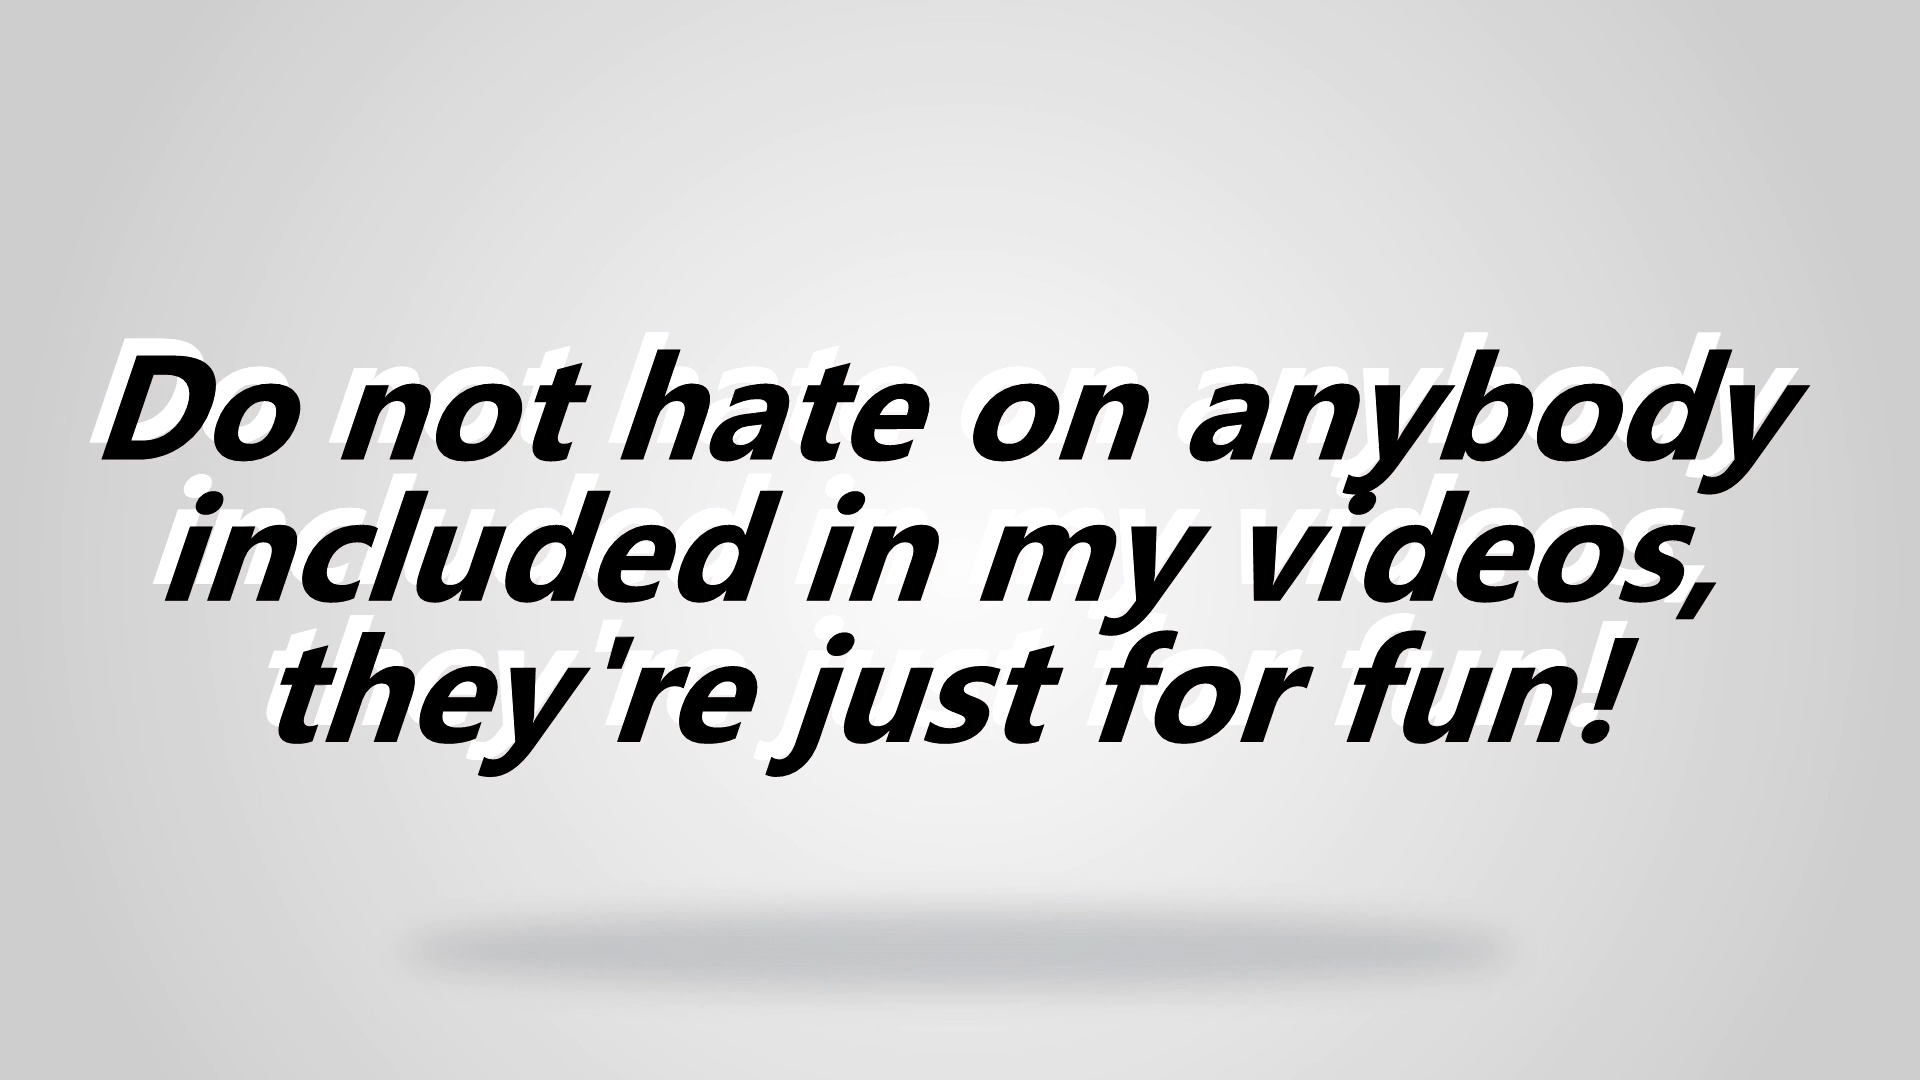 Do not hate on anybody
included in my videos,
they're just for fun!